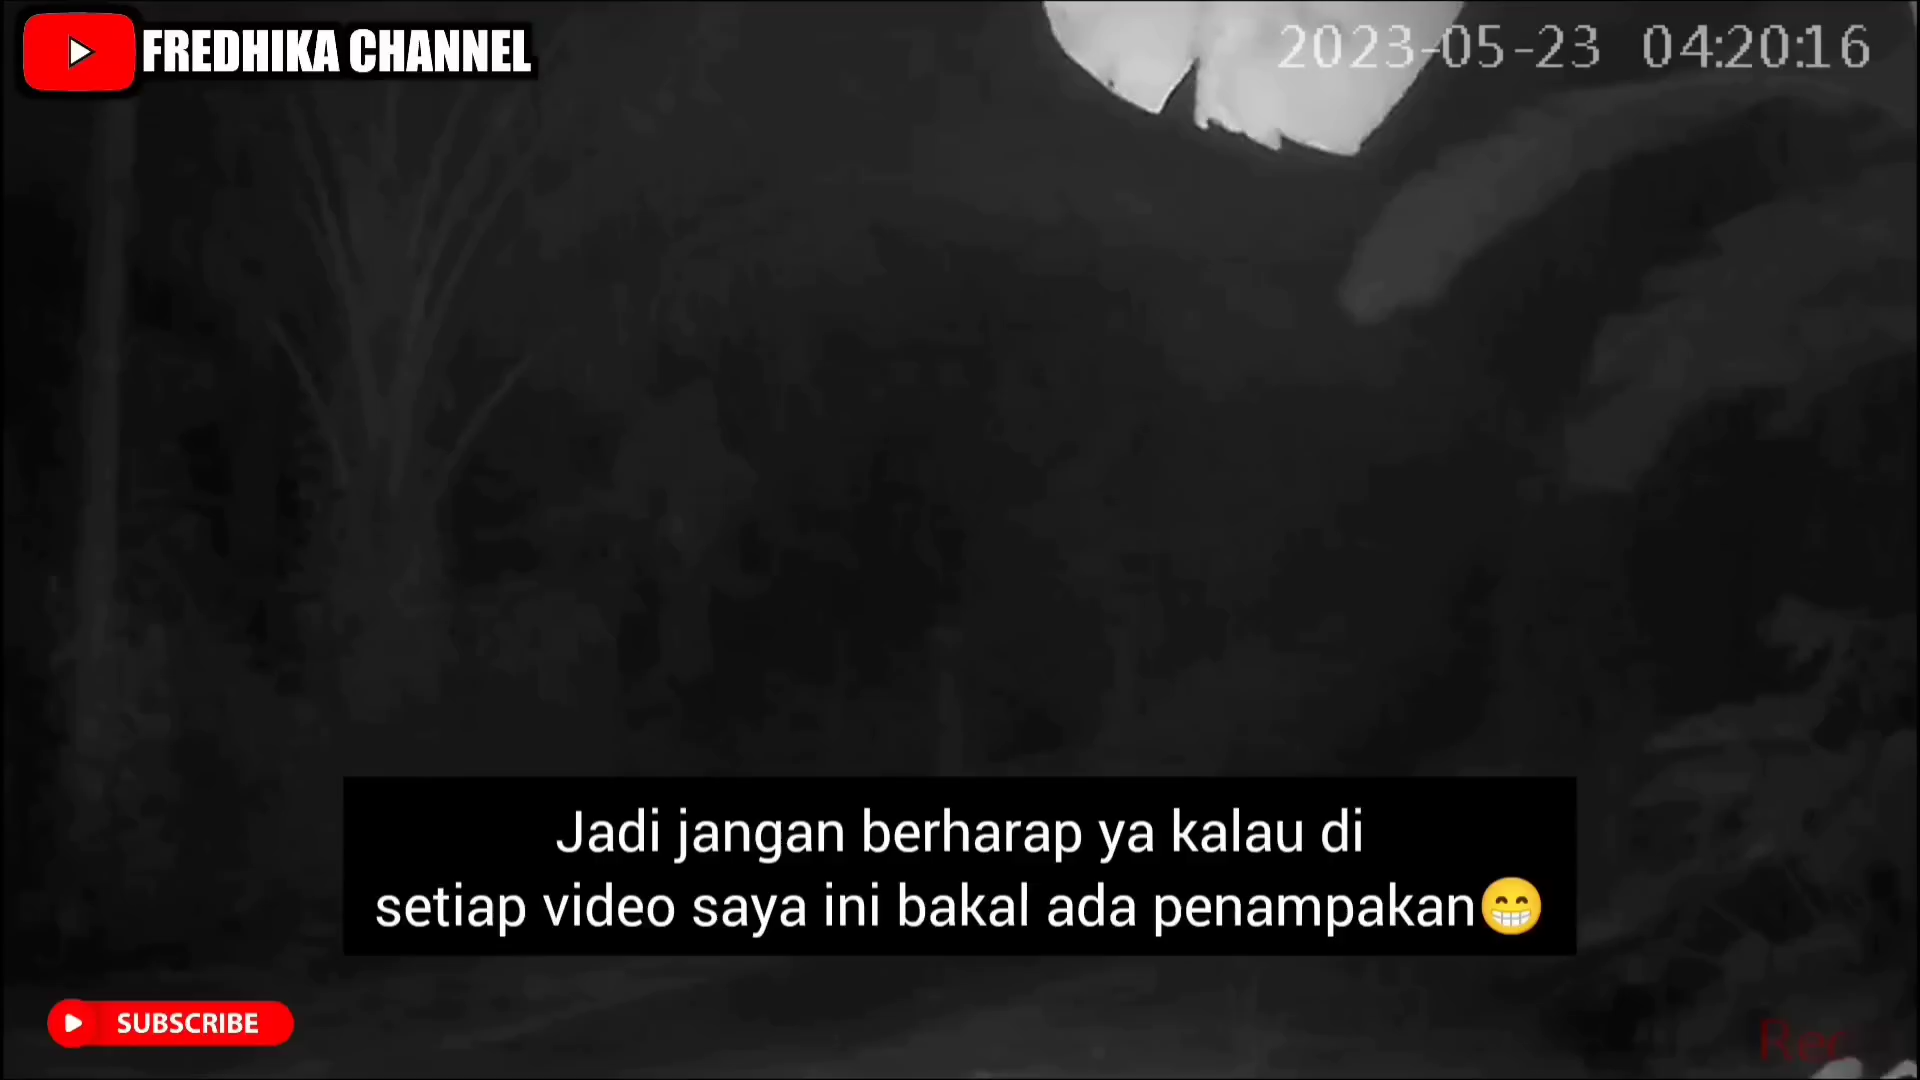 FREDHIKA CHANNEL
2023-05-23 04:20:16
Jadi jangan berharap ya kalau di
setiap video saya ini bakal ada penampakan😁
SUBSCRIBE
Rec